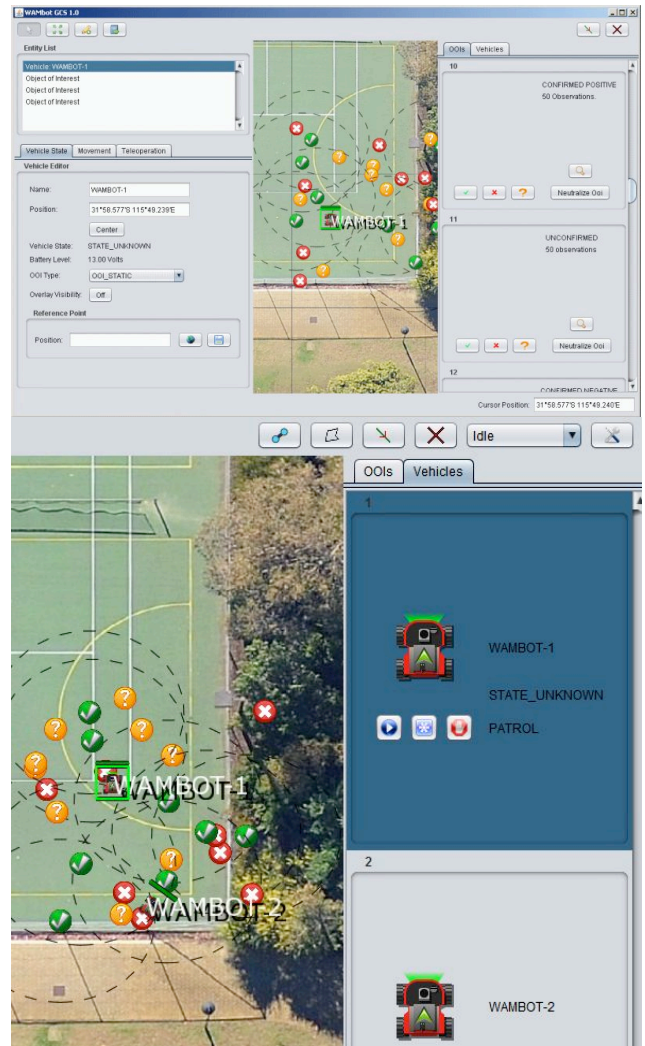 WAMbot GCS 1.0
Entity List
Vehicle: WAMBOT-1
Object of Interest
Object of Interest
Object of Interest
Vehicle State Movement Teleoperation
Vehicle Editor
Name: WAMBOT-1
Position: 31°58.577'S 115°49.239'E
Center
Vehicle State: STATE_UNKNOWN
Battery Level: 13.00 Volts
OOI Type: OOI_STATIC
Overlay Visibility: Off
Reference Point
Position:
WAMBOT-1
OOIs Vehicles
10
CONFIRMED POSITIVE
50 Observations.
Neutralize OoI
11
UNCONFIRMED
50 observations
Neutralize OoI
12
CONFIRMED NEGATIVE
Cursor Position: 31°58.577'S 115°49.240'E
Idle
OOIs Vehicles
1
WAMBOT-1
STATE_UNKNOWN
PATROL
WAMBOT-1
WAMBOT-2
2
WAMBOT-2